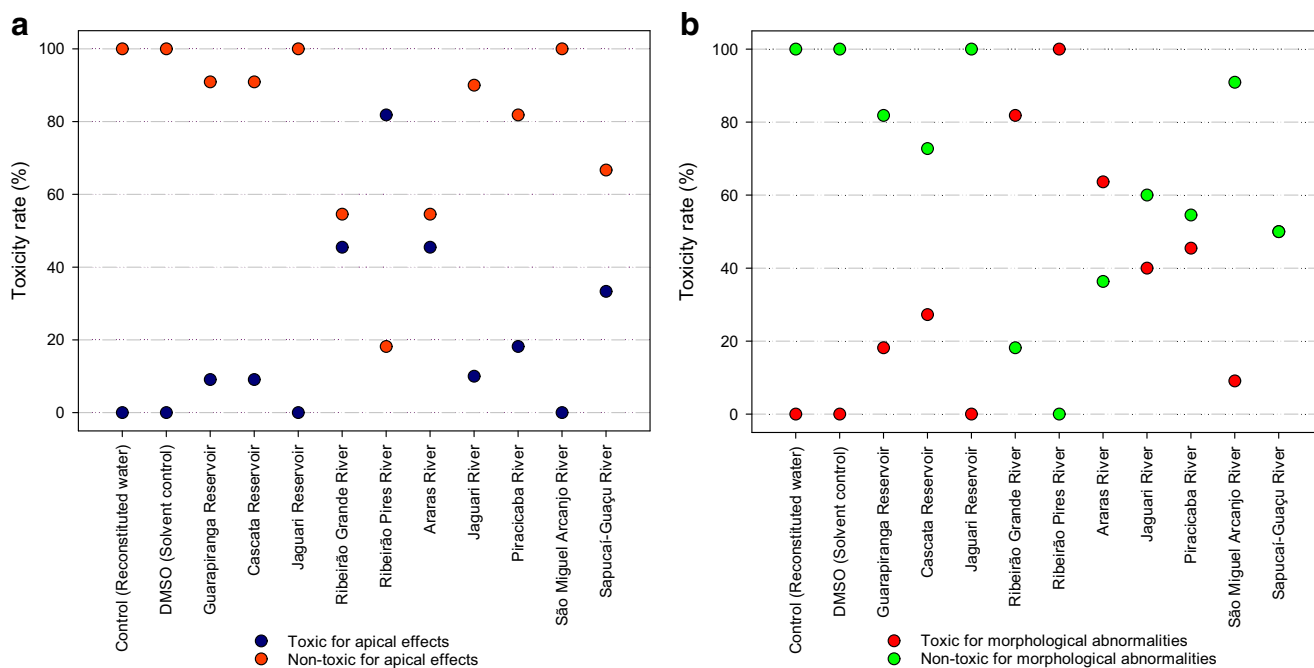 a
100
80
60
40
20
0
Toxicity rate (%)
Control (Reconstituted water)
DMSO (Solvent control)
Guarapiranga Reservoir
Cascata Reservoir
Jaguari Reservoir
Ribeirão Grande River
Ribeirão Pires River
Araras River
Jaguari River
Piracicaba River
São Miguel Arcanjo River
Sapucaí-Guaçu River
Toxic for apical effects
Non-toxic for apical effects
b
100
80
60
40
20
0
Toxicity rate (%)
Control (Reconstituted water)
DMSO (Solvent control)
Guarapiranga Reservoir
Cascata Reservoir
Jaguari Reservoir
Ribeirão Grande River
Ribeirão Pires River
Araras River
Jaguari River
Piracicaba River
São Miguel Arcanjo River
Sapucaí-Guaçu River
Toxic for morphological abnormalities
Non-toxic for morphological abnormalities